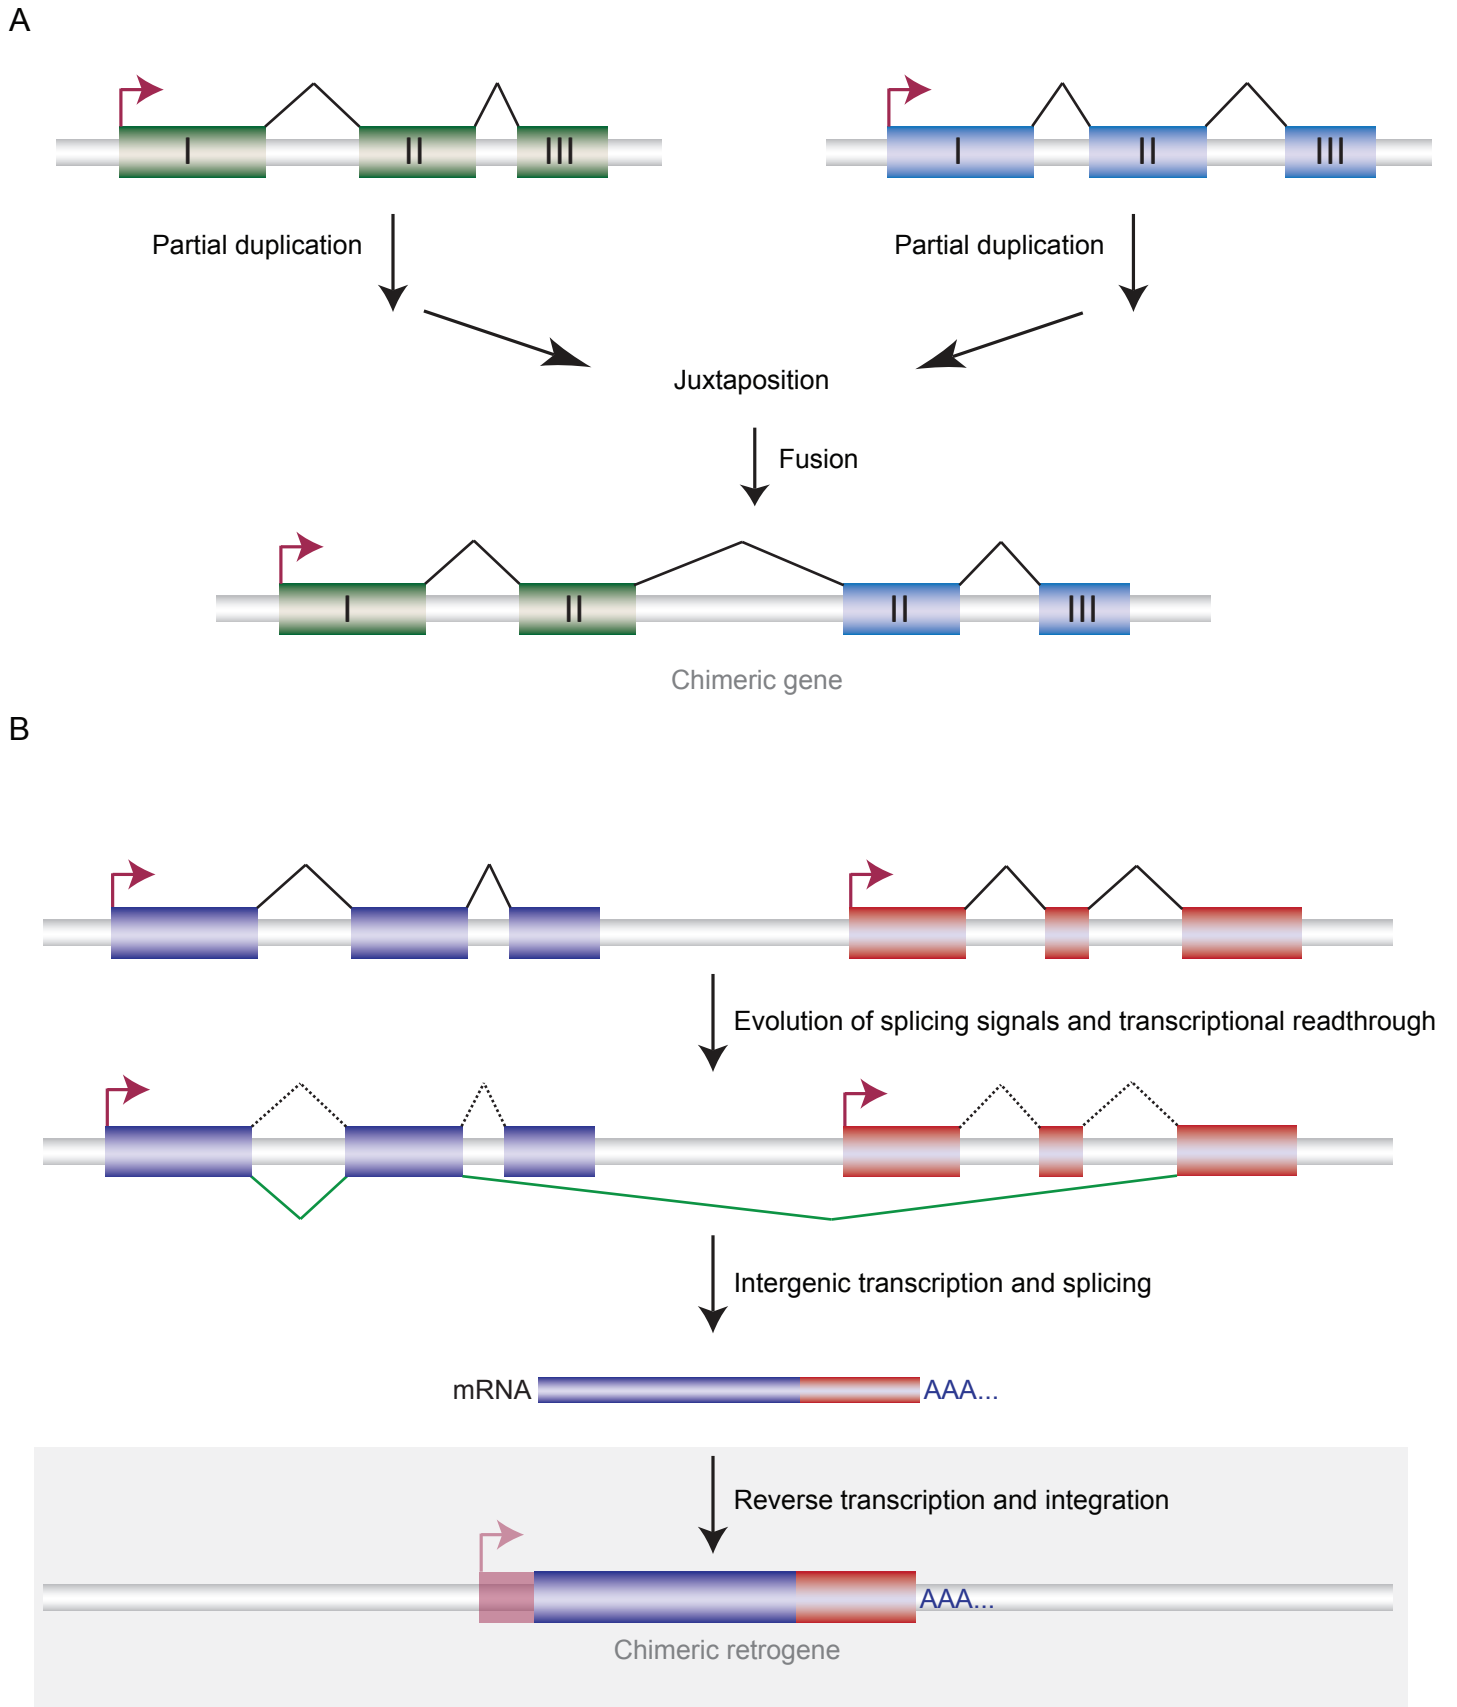 A
I II III I II III
Partial duplication Partial duplication
Juxtaposition
Fusion
I II II III
Chimeric gene
B
Evolution of splicing signals and transcriptional readthrough
Intergenic transcription and splicing
mRNA AAA...
Reverse transcription and integration
AAA...
Chimeric retrogene